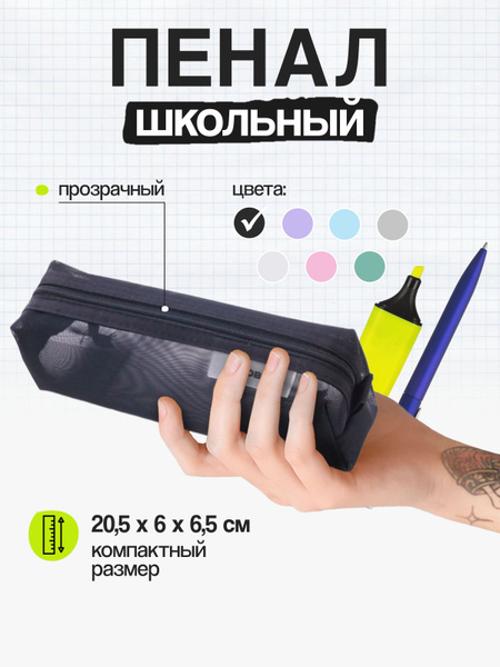 ПЕНАЛ
ШКОЛЬНЫЙ
прозрачный
цвета:
20,5 x 6 x 6,5 см
компактный
размер